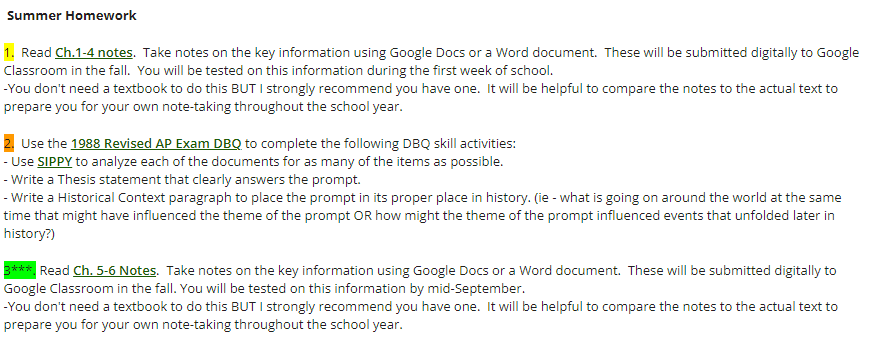 Summer Homework
1. Read Ch.1-4 notes. Take notes on the key information using Google Docs or a Word document. These will be submitted digitally to Google
Classroom in the fall. You will be tested on this information during the first week of school.
-You don't need a textbook to do this BUT I strongly recommend you have one. It will be helpful to compare the notes to the actual text to
prepare you for your own note-taking throughout the school year.
2. Use the 1988 Revised AP Exam DBQ to complete the following DBQ skill activities:
- Use SIPPY to analyze each of the documents for as many of the items as possible.
- Write a Thesis statement that clearly answers the prompt.
- Write a Historical Context paragraph to place the prompt in its proper place in history. (ie - what is going on around the world at the same
time that might have influenced the theme of the prompt OR how might the theme of the prompt influenced events that unfolded later in
history?)
3***. Read Ch. 5-6 Notes. Take notes on the key information using Google Docs or a Word document. These will be submitted digitally to
Google Classroom in the fall. You will be tested on this information by mid-September.
-You don't need a textbook to do this BUT I strongly recommend you have one. It will be helpful to compare the notes to the actual text to
prepare you for your own note-taking throughout the school year.